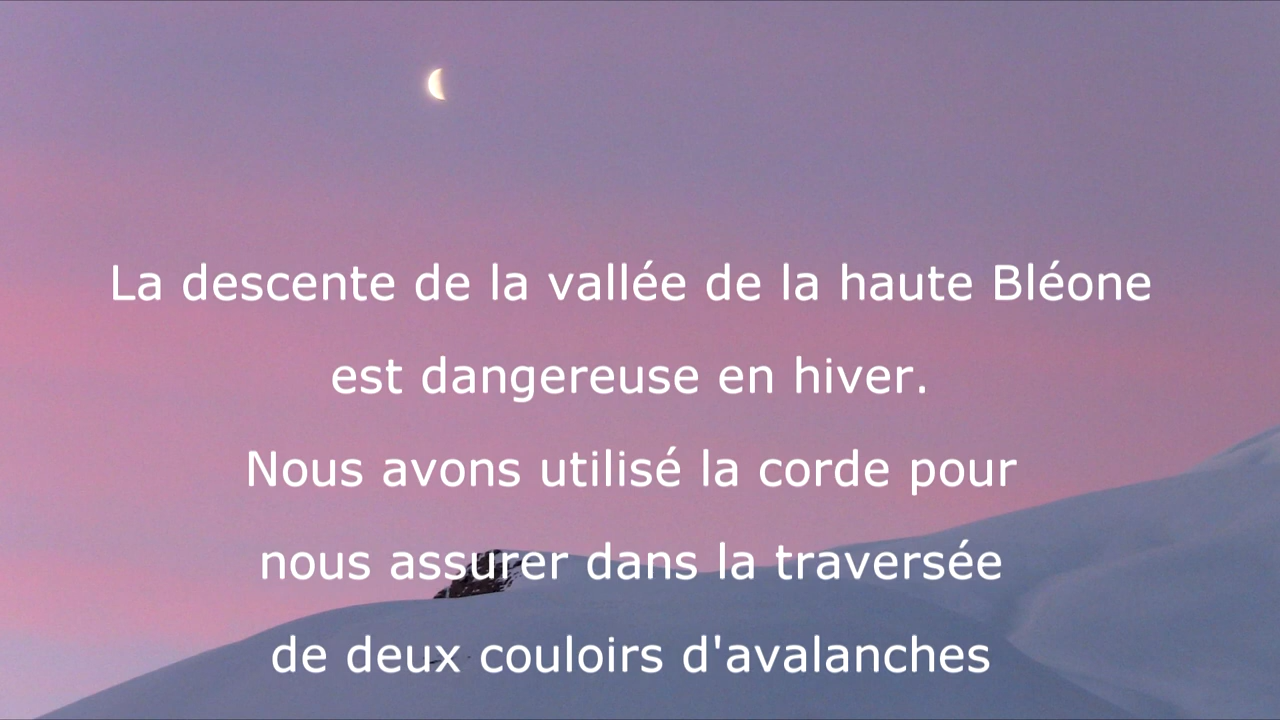 La descente de la vallée de la haute Bléone
est dangereuse en hiver.
Nous avons utilisé la corde pour
nous assurer dans la traversée
de deux couloirs d'avalanches